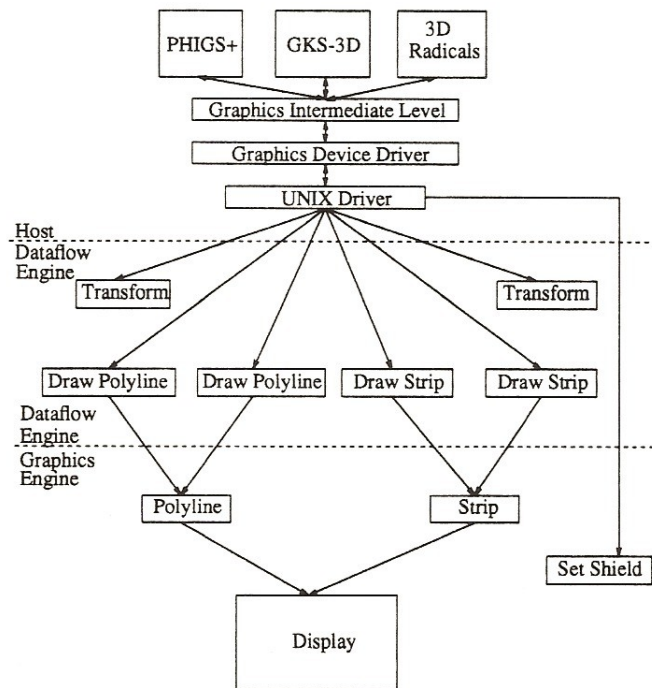 PHIGS+
GKS-3D
3D
Radicals
Graphics Intermediate Level
Graphics Device Driver
UNIX Driver
Host
Dataflow
Engine
Transform
Transform
Draw Polyline
Draw Polyline
Draw Strip
Draw Strip
Dataflow
Engine
Graphics
Engine
Polyline
Strip
Set Shield
Display